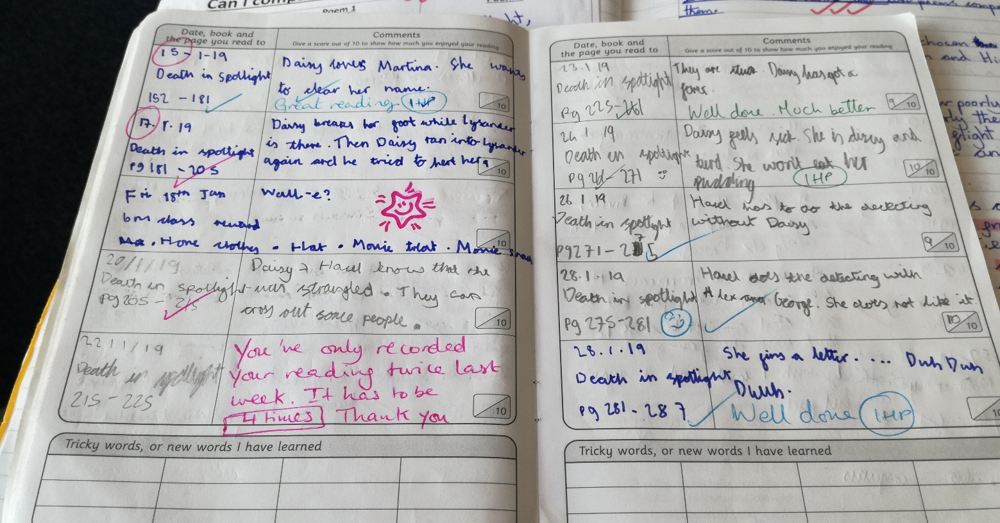 Can I
Poem 1
them.
Date, book and
the page you read to
Comments
Give a score out of 10 to show how much you enjoyed your reading
15-1-19
Death in spotlight
152-181
Daisy loves Martina. She wants
to clear her name.
Great reading 1HP
10
17.1.19
Death in spotlight
pg 181-205
Daisy breaks her foot while Lysander
is there. Then Daisy ran into Lysander
again and he tried to hert her
10
Fri 18th Jan
6m class reward
Wall-e?
. Home clothes . Hat . Movie treat . Movie snack
10
20/1/19
Death in spotlight
pg 205-215
Daisy + Hazel knows that she
was strangled. They can
cross out some people.
10
22/1/19
Death in spotlight
215-225
You've only recorded
your reading twice last
week. It has to be
4 times Thank you
10
Tricky words, or new words I have learned
Date, book and
the page you read to
Comments
Give a score out of 10 to show how much you enjoyed your reading
23.1.19
Death in spotlight
pg 225-261
They are stuck. Daisy has got a
fever.
Well done. Much better
9/10
24.1.19
Death in spotlight
pg 261-271
Daisy feels sick. She is dizzy and
tierd. She won't eat her
pudding
1HP
10/10
26.1.19
Death in spotlight
pg 271-275
Hazel has to do the detecting
without Daisy.
9/10
28.1.19
Death in spotlight
pg 275-281
Hazel does the detecting with
Alex and George. She does not like it.
10/10
28.1.19
Death in spotlight
pg 281-287
She fins a letter.... Duh Duh
Duuh.
Well done 1HP
10
Tricky words, or new words I have learned